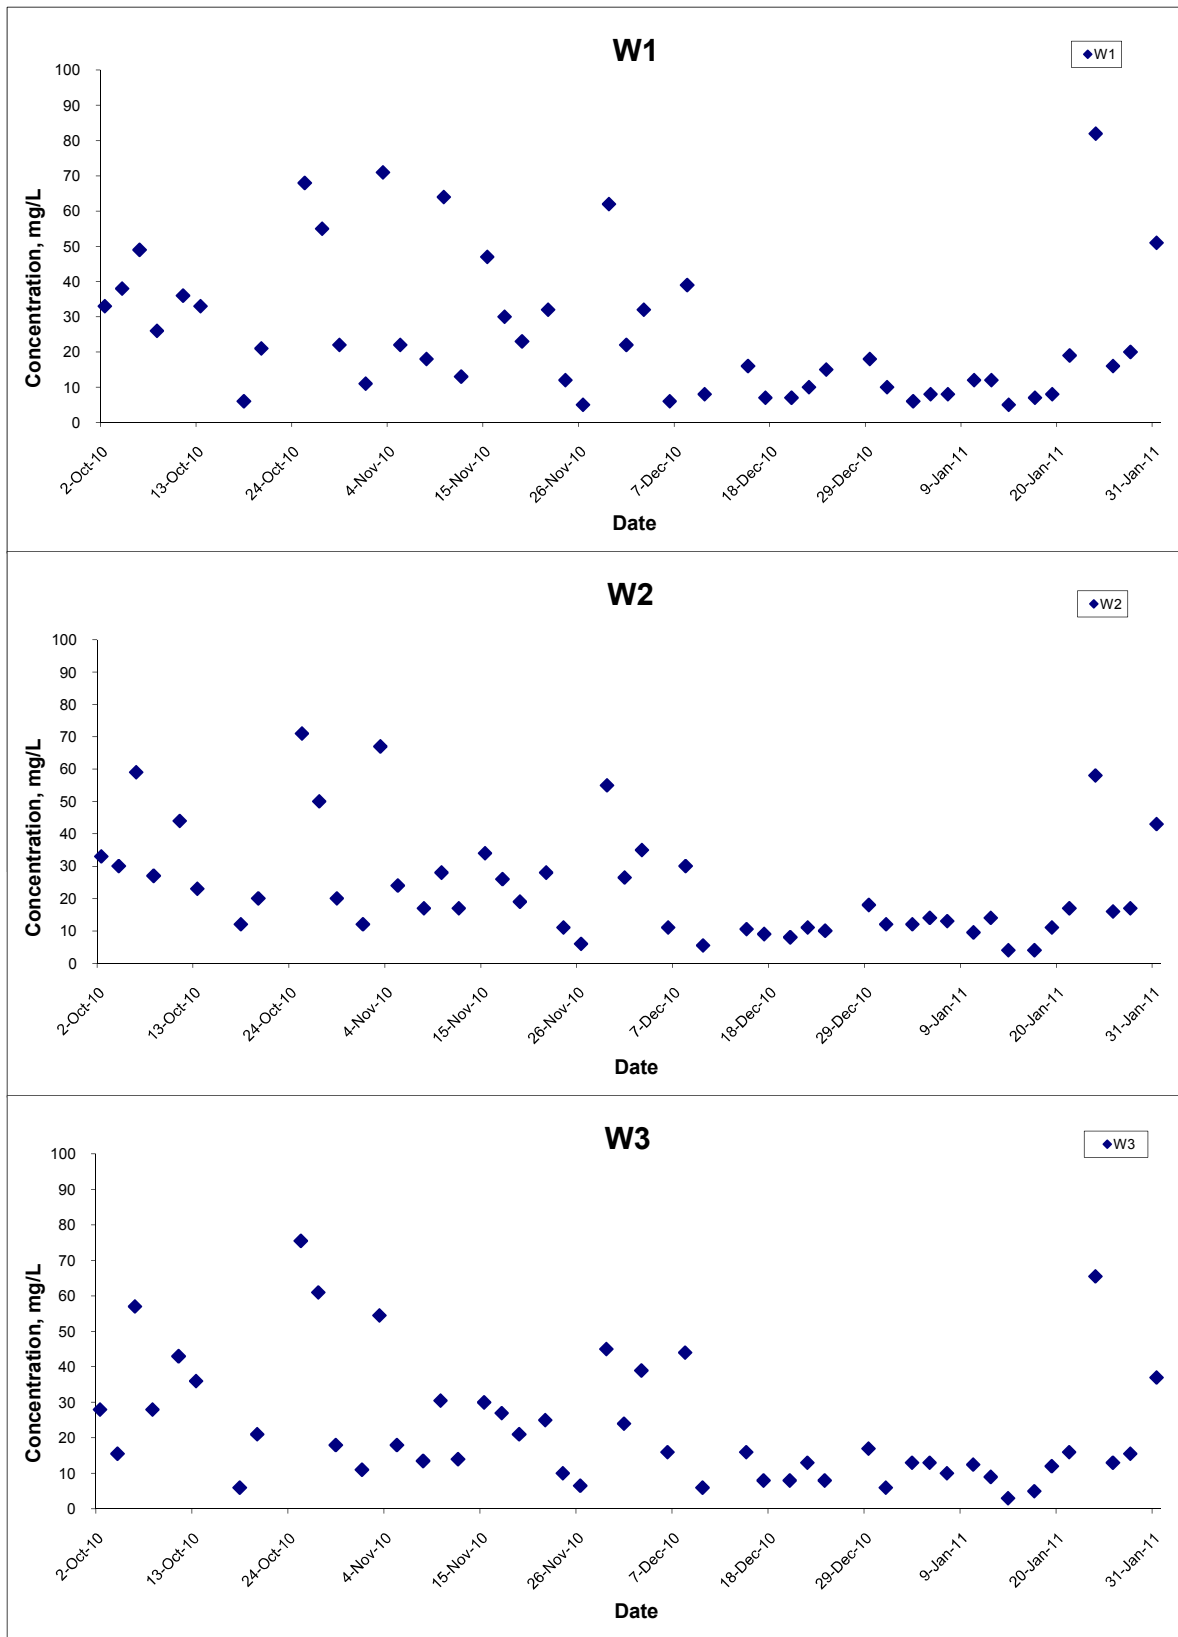 W1
W1
100
90
80
70
60
50
40
30
20
10
0
Concentration, mg/L
2-Oct-10
13-Oct-10
24-Oct-10
4-Nov-10
15-Nov-10
26-Nov-10
7-Dec-10
18-Dec-10
29-Dec-10
9-Jan-11
20-Jan-11
31-Jan-11
Date
W2
W2
100
90
80
70
60
50
40
30
20
10
0
Concentration, mg/L
2-Oct-10
13-Oct-10
24-Oct-10
4-Nov-10
15-Nov-10
26-Nov-10
7-Dec-10
18-Dec-10
29-Dec-10
9-Jan-11
20-Jan-11
31-Jan-11
Date
W3
W3
100
90
80
70
60
50
40
30
20
10
0
Concentration, mg/L
2-Oct-10
13-Oct-10
24-Oct-10
4-Nov-10
15-Nov-10
26-Nov-10
7-Dec-10
18-Dec-10
29-Dec-10
9-Jan-11
20-Jan-11
31-Jan-11
Date